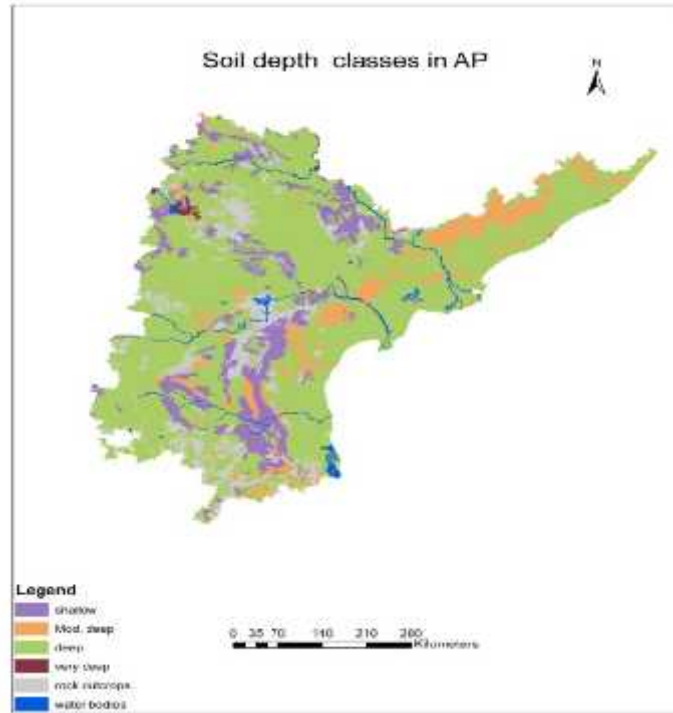 Soil depth classes in AP
N
Legend
shallow
Mod. deep
deep
very deep
rock outcrops
water bodies
0 35 70 140 210 280
Kilometers